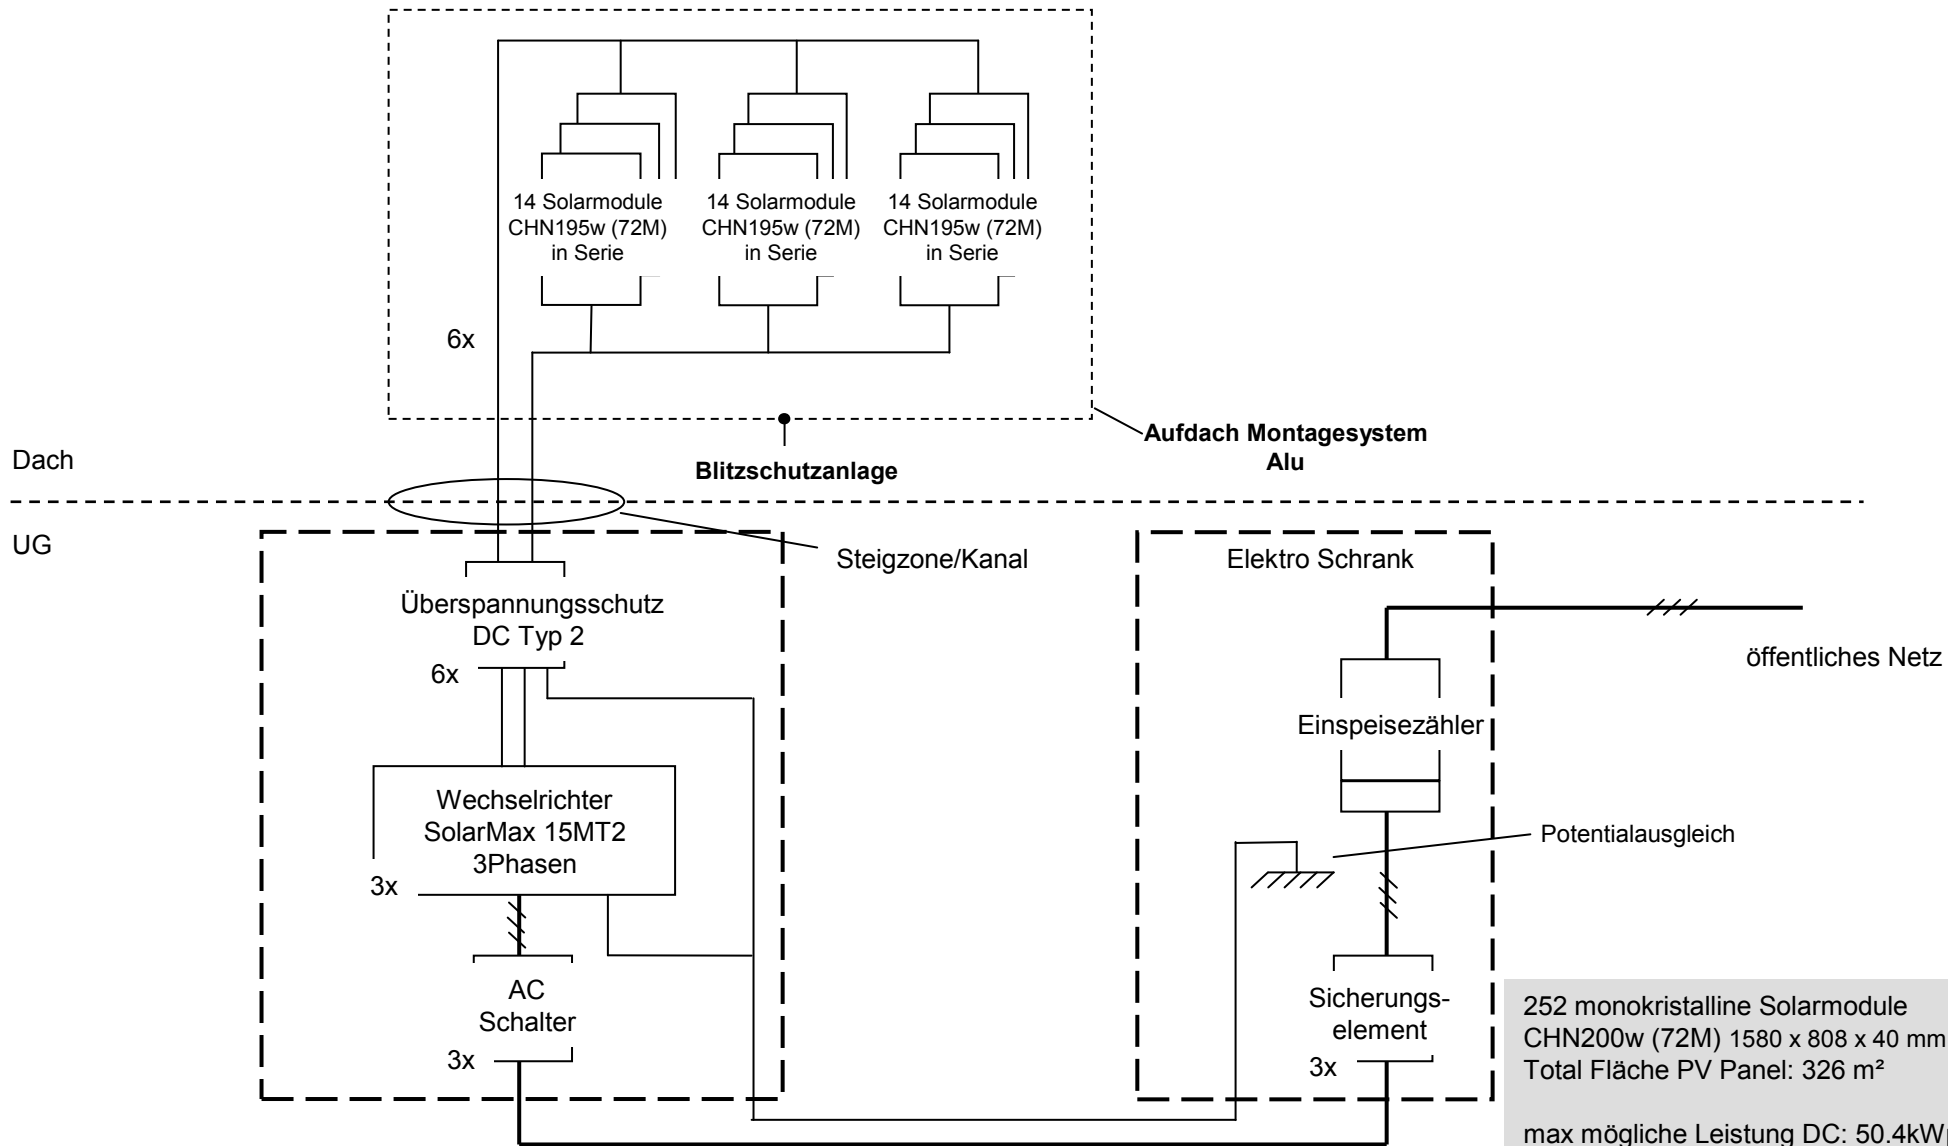 14 Solarmodule
CHN195w (72M)
in Serie
14 Solarmodule
CHN195w (72M)
in Serie
14 Solarmodule
CHN195w (72M)
in Serie
6x
Aufdach Montagesystem
Alu
Blitzschutzanlage
Dach
UG
Steigzone/Kanal
Elektro Schrank
Überspannungsschutz
DC Typ 2
6x
öffentliches Netz
Einspeisezähler
Wechselrichter
SolarMax 15MT2
3Phasen
3x
Potentialausgleich
AC
Schalter
3x
Sicherungs-
element
3x
252 monokristalline Solarmodule
CHN200w (72M) 1580 x 808 x 40 mm
Total Fläche PV Panel: 326 m²
max mögliche Leistung DC: 50.4kW